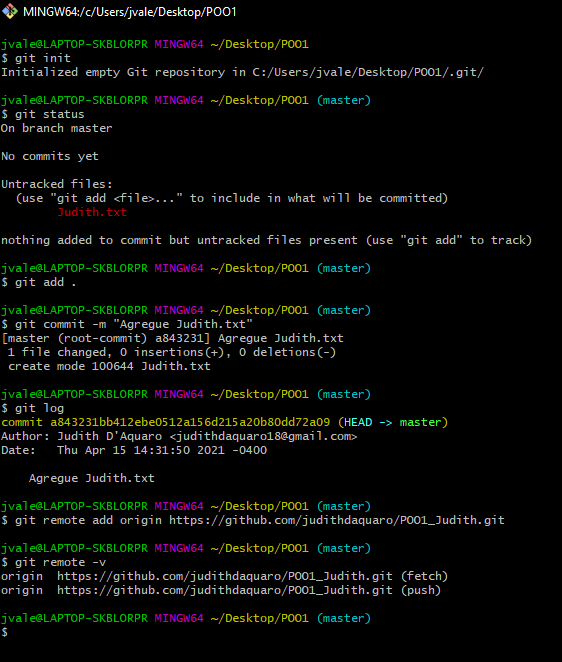 MINGW64:/c/Users/jvale/Desktop/POO1
jvale@LAPTOP-SKBLORPR MINGW64 ~/Desktop/POO1
$ git init
Initialized empty Git repository in C:/Users/jvale/Desktop/POO1/.git/
jvale@LAPTOP-SKBLORPR MINGW64 ~/Desktop/POO1 (master)
$ git status
On branch master
No commits yet
Untracked files:
(use "git add <file>..." to include in what will be committed)
Judith.txt
nothing added to commit but untracked files present (use "git add" to track)
jvale@LAPTOP-SKBLORPR MINGW64 ~/Desktop/POO1 (master)
$ git add .
jvale@LAPTOP-SKBLORPR MINGW64 ~/Desktop/POO1 (master)
$ git commit -m "Agregue Judith.txt"
[master (root-commit) a843231] Agregue Judith.txt
1 file changed, 0 insertions(+), 0 deletions(-)
create mode 100644 Judith.txt
jvale@LAPTOP-SKBLORPR MINGW64 ~/Desktop/POO1 (master)
$ git log
commit a843231bb412ebe0512a156d215a20b80dd72a09 (HEAD -> master)
Author: Judith D'Aquaro <judithdaquaro18@gmail.com>
Date:   Thu Apr 15 14:31:50 2021 -0400
Agregue Judith.txt
jvale@LAPTOP-SKBLORPR MINGW64 ~/Desktop/POO1 (master)
$ git remote add origin https://github.com/judithdaquaro/POO1_Judith.git
jvale@LAPTOP-SKBLORPR MINGW64 ~/Desktop/POO1 (master)
$ git remote -v
origin  https://github.com/judithdaquaro/POO1_Judith.git (fetch)
origin  https://github.com/judithdaquaro/POO1_Judith.git (push)
jvale@LAPTOP-SKBLORPR MINGW64 ~/Desktop/POO1 (master)
$